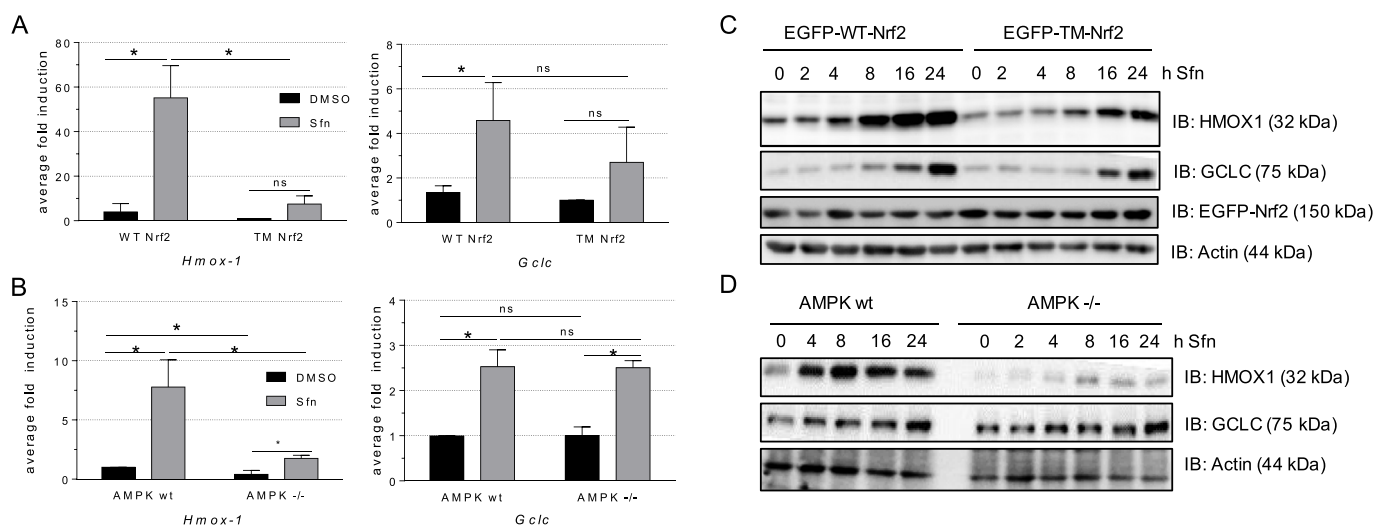 A
average fold induction
80
60
40
20
0
*
*
ns
DMSO
Sfn
WT Nrf2
TM Nrf2
Hmox-1
average fold induction
8
6
4
2
0
*
ns
ns
WT Nrf2
TM Nrf2
Gclc
B
average fold induction
15
10
5
0
*
*
*
*
DMSO
Sfn
AMPK wt
AMPK -/-
Hmox-1
average fold induction
4
3
2
1
0
ns
*
ns
*
AMPK wt
AMPK -/-
Gclc
C
EGFP-WT-Nrf2
EGFP-TM-Nrf2
0 2 4 8 16 24 0 2 4 8 16 24 h Sfn
IB: HMOX1 (32 kDa)
IB: GCLC (75 kDa)
IB: EGFP-Nrf2 (150 kDa)
IB: Actin (44 kDa)
D
AMPK wt
AMPK -/-
0 4 8 16 24 0 2 4 8 16 24 h Sfn
IB: HMOX1 (32 kDa)
IB: GCLC (75 kDa)
IB: Actin (44 kDa)